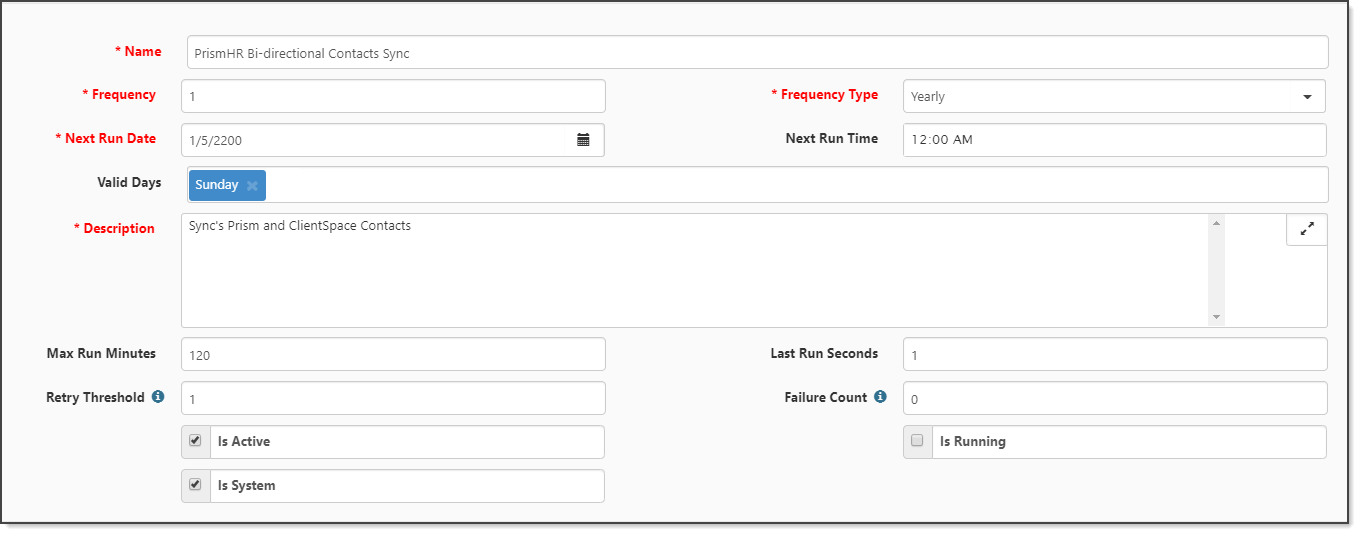 * Name PrismHR Bi-directional Contacts Sync
* Frequency 1 * Frequency Type Yearly
* Next Run Date 1/5/2200 Next Run Time 12:00 AM
Valid Days Sunday
* Description Sync's Prism and ClientSpace Contacts
Max Run Minutes 120 Last Run Seconds 1
Retry Threshold 1 Failure Count 0
Is Active Is Running
Is System